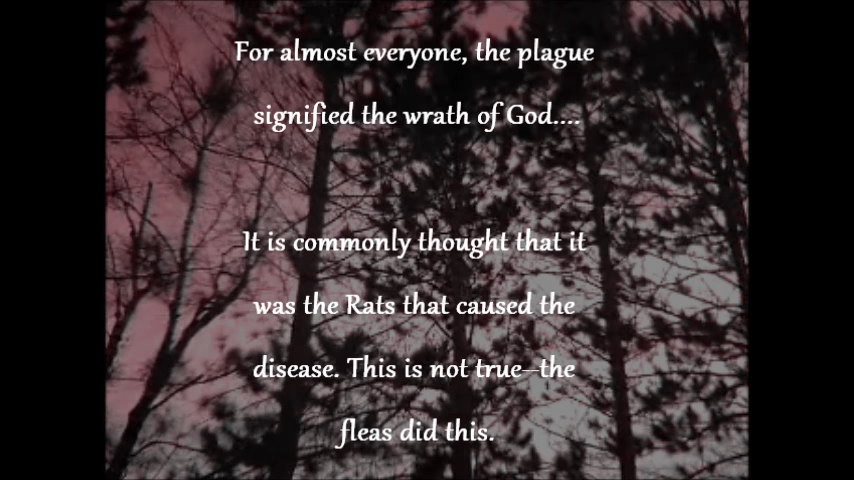 For almost everyone, the plague
signified the wrath of God....
It is commonly thought that it
was the Rats that caused the
disease. This is not true--the
fleas did this.